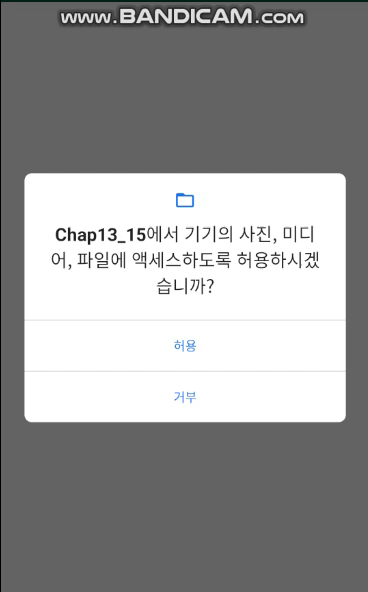 www.BANDICAM.com
Chap13_15에서 기기의 사진, 미디
어, 파일에 액세스하도록 허용하시겠
습니까?
허용
거부